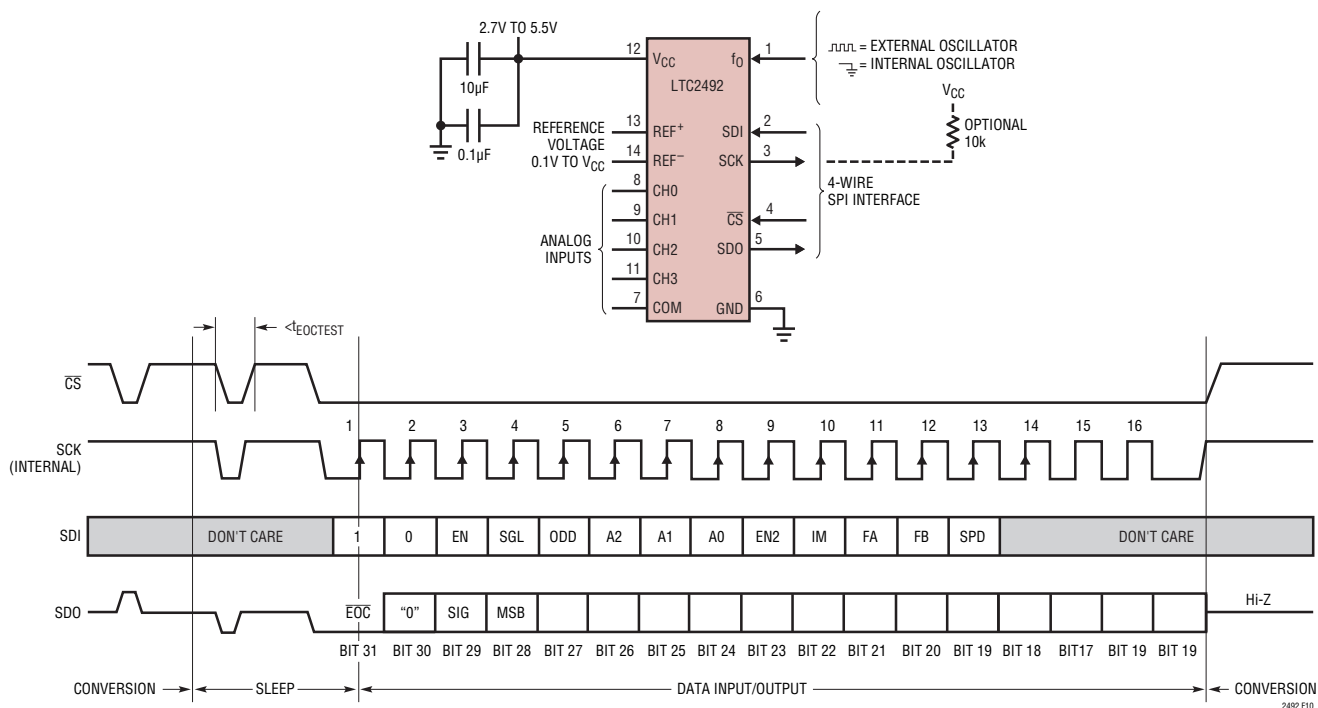 2.7V TO 5.5V
12
VCC
fO
1
= EXTERNAL OSCILLATOR
= INTERNAL OSCILLATOR
LTC2492
10µF
0.1µF
VCC
OPTIONAL
10k
REFERENCE
VOLTAGE
0.1V TO VCC
13
REF+
SDI
2
14
REF–
SCK
3
4-WIRE
SPI INTERFACE
8
CH0
9
CH1
CS
4
ANALOG
INPUTS
10
CH2
SDO
5
11
CH3
7
COM
GND
6
<tEOCTEST
CS
SCK
(INTERNAL)
1 2 3 4 5 6 7 8 9 10 11 12 13 14 15 16
SDI
DON'T CARE 1 0 EN SGL ODD A2 A1 A0 EN2 IM FA FB SPD DON'T CARE
SDO
EOC "0" SIG MSB
Hi-Z
BIT 31 BIT 30 BIT 29 BIT 28 BIT 27 BIT 26 BIT 25 BIT 24 BIT 23 BIT 22 BIT 21 BIT 20 BIT 19 BIT 18 BIT17 BIT 19 BIT 19
CONVERSION SLEEP DATA INPUT/OUTPUT CONVERSION
2492 F10